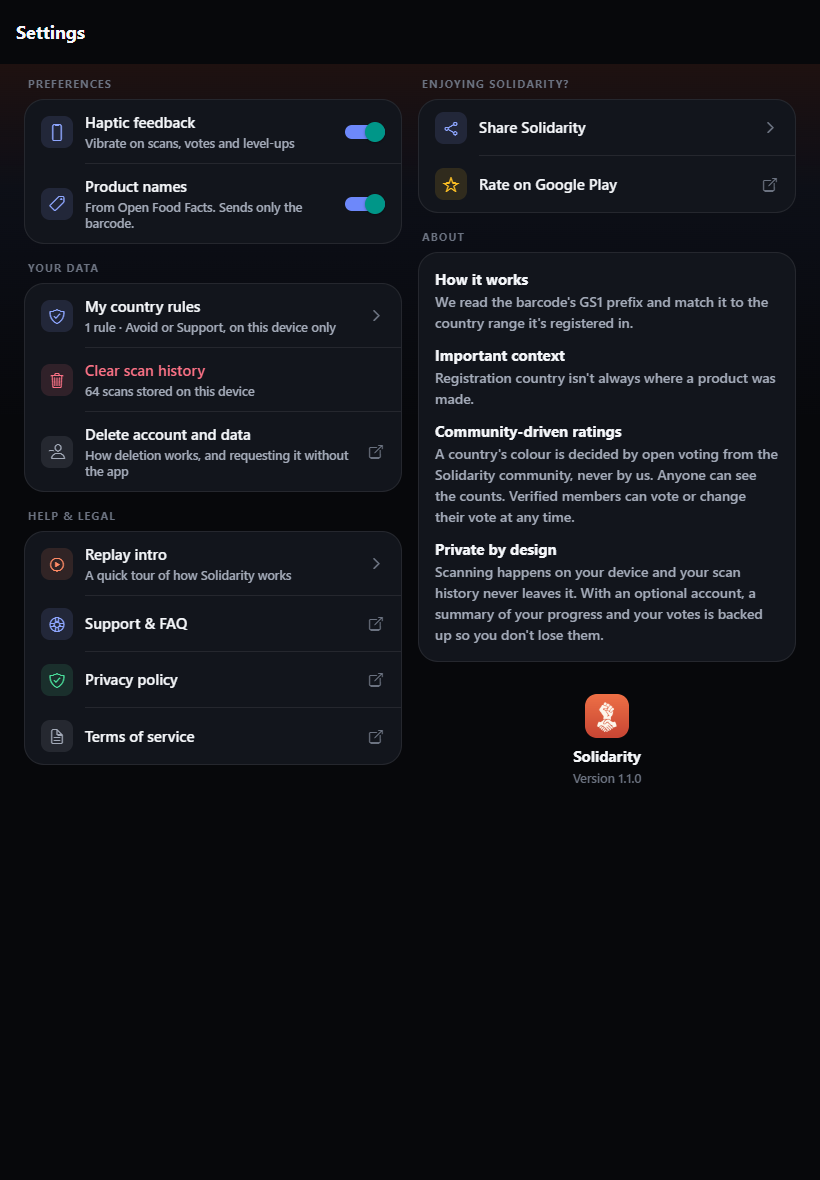 Settings
PREFERENCES
Haptic feedback
Vibrate on scans, votes and level-ups
Product names
From Open Food Facts. Sends only the
barcode.
YOUR DATA
My country rules
1 rule · Avoid or Support, on this device only
Clear scan history
64 scans stored on this device
Delete account and data
How deletion works, and requesting it without
the app
HELP & LEGAL
Replay intro
A quick tour of how Solidarity works
Support & FAQ
Privacy policy
Terms of service
ENJOYING SOLIDARITY?
Share Solidarity
Rate on Google Play
ABOUT
How it works
We read the barcode's GS1 prefix and match it to the
country range it's registered in.
Important context
Registration country isn't always where a product was
made.
Community-driven ratings
A country's colour is decided by open voting from the
Solidarity community, never by us. Anyone can see
the counts. Verified members can vote or change
their vote at any time.
Private by design
Scanning happens on your device and your scan
history never leaves it. With an optional account, a
summary of your progress and your votes is backed
up so you don't lose them.
Solidarity
Version 1.1.0